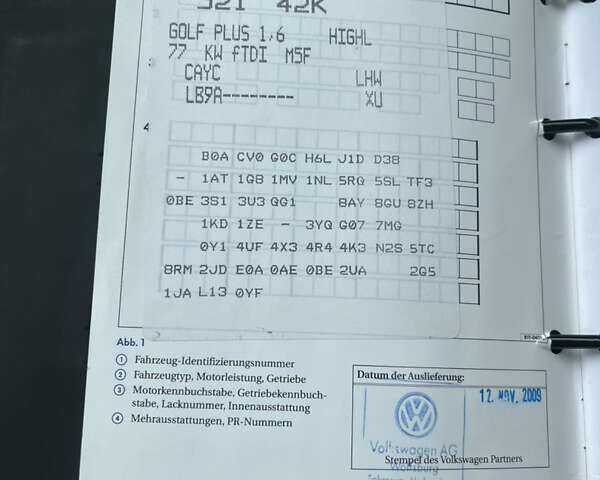 521 42K
GOLF PLUS 1,6 HIGHL
77 KW fTDI M5F
CAYC LHW
LB9A-------- XU
4
B0A CV0 G0C H6L J1D D38
- 1AT 1G8 1MV 1NL 5RQ 5SL TF3
0BE 3S1 3U3 QG1 8AY 8GU 8ZH
1KD 1ZE - 3YQ G07 7MG
0Y1 4UF 4X3 4R4 4K3 N2S 5TC
8RM 2JD E0A 0AE 0BE 2UA 2G5
1JA L13 0YF
Abb. 1
① Fahrzeug-Identifizierungsnummer
② Fahrzeugtyp, Motorleistung, Getriebe
③ Motorkennbuchstabe, Getriebekennbuch-
stabe, Lacknummer, Innenausstattung
④ Mehrausstattungen, PR-Nummern
Datum der Auslieferung:
12. NOV. 2009
Volkswagen AG
Stempel des Volkswagen Partners
Wolfsburg